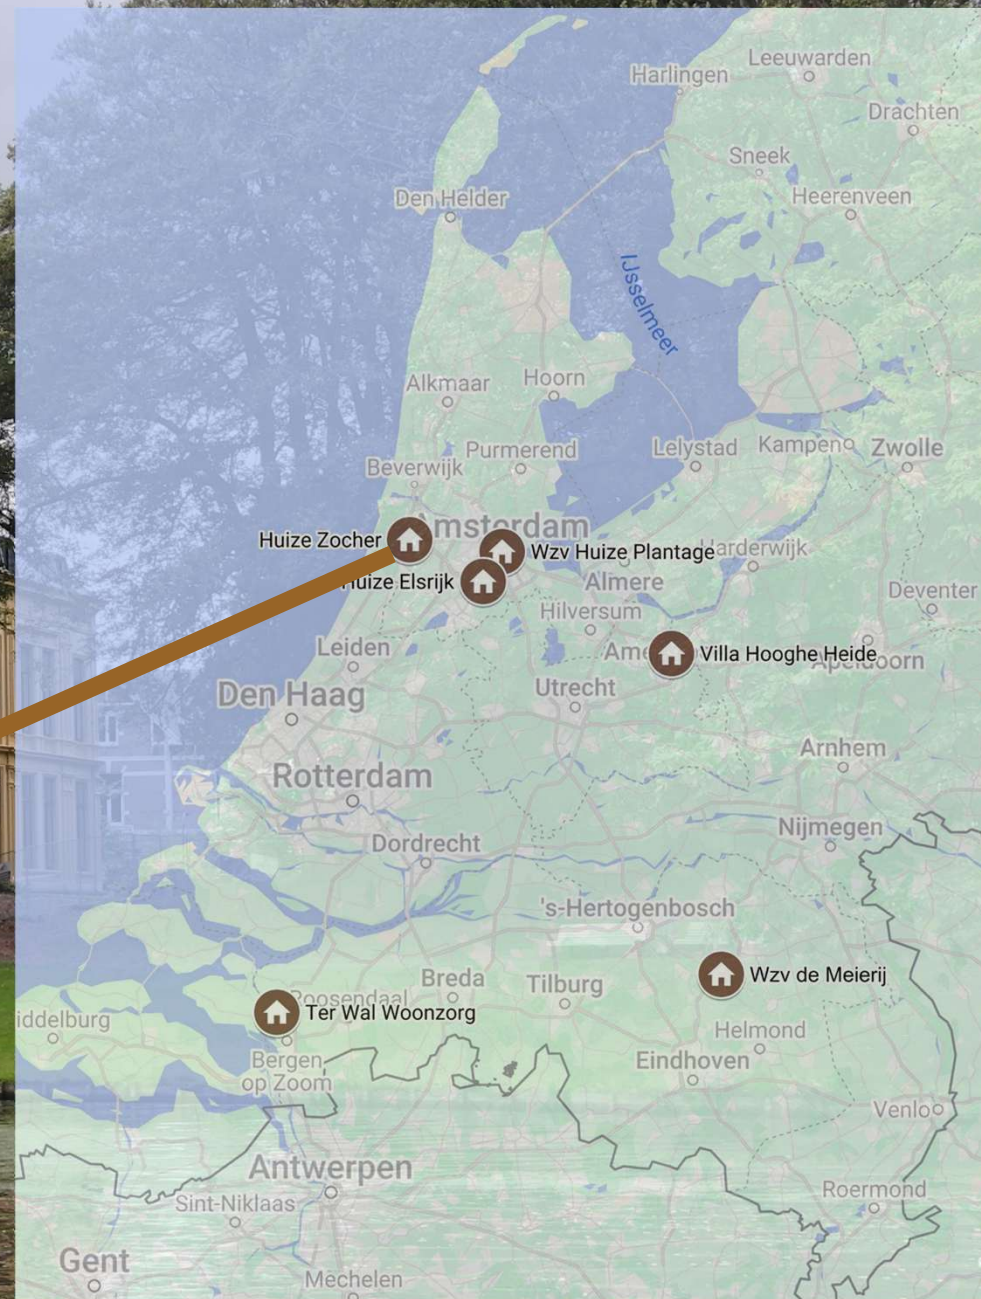 Leeuwarden
Harlingen
Drachten
Sneek
Heerenveen
Den Helder
IJsselmeer
Alkmaar
Hoorn
Purmerend
Lelystad
Kampen
Zwolle
Beverwijk
Amsterdam
Huize Zocher
Wzv Huize Plantage
Harderwijk
Huize Elsrijk
Almere
Deventer
Hilversum
Leiden
Ame
Villa Hooghe Heide
Apeldoorn
Den Haag
Utrecht
Arnhem
Rotterdam
Nijmegen
Dordrecht
's-Hertogenbosch
Wzv de Meierij
Breda
Tilburg
Roosendaal
Ter Wal Woonzorg
iddelburg
Helmond
Bergen
op Zoom
Eindhoven
Venlo
Antwerpen
Sint-Niklaas
Roermond
Gent
Mechelen